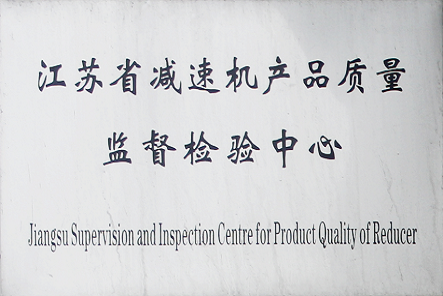 江苏省减速机产品质量
监督检验中心
Jiangsu Supervision and Inspection Centre for Product Quality of Reducer